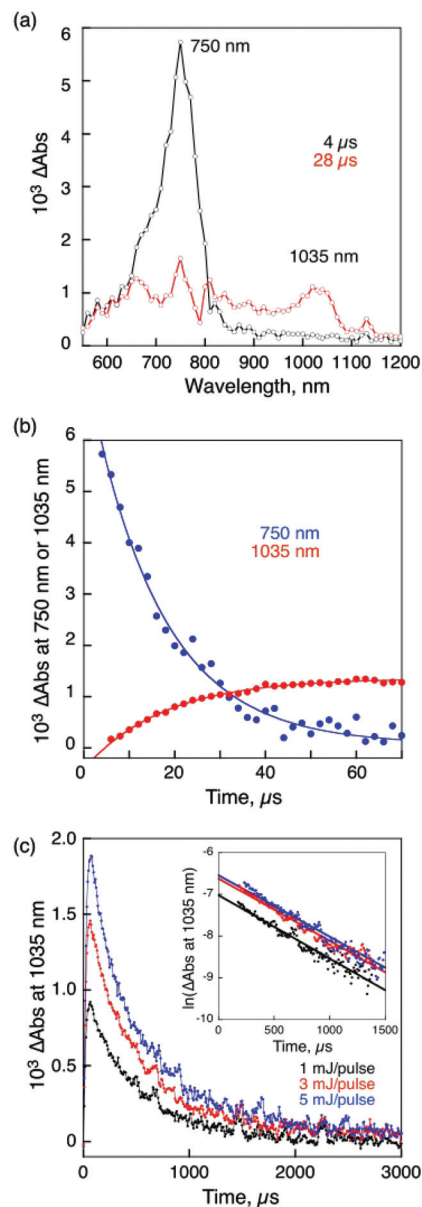 (a)
750 nm
4 µs
28 µs
1035 nm
10³ ΔAbs
6
5
4
3
2
1
0
600 700 800 900 1000 1100 1200
Wavelength, nm
(b)
750 nm
1035 nm
10³ ΔAbs at 750 nm or 1035 nm
6
5
4
3
2
1
0
0 20 40 60
Time, µs
(c)
10³ ΔAbs at 1035 nm
2.0
1.5
1.0
0.5
0
0 1000 2000 3000
Time, µs
ln(ΔAbs at 1035 nm)
-6
-7
-8
-9
-10
0 500 1000 1500
Time, µs
1 mJ/pulse
3 mJ/pulse
5 mJ/pulse